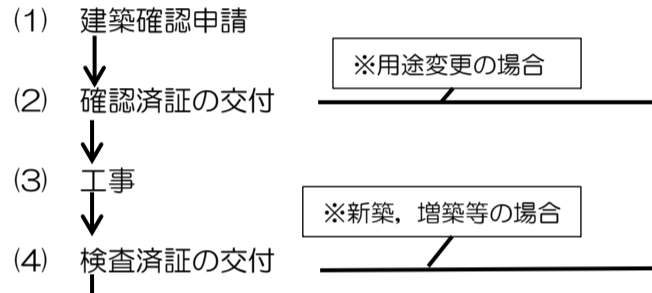 (1) 建築確認申請
※用途変更の場合
(2) 確認済証の交付
(3) 工事
※新築，増築等の場合
(4) 検査済証の交付